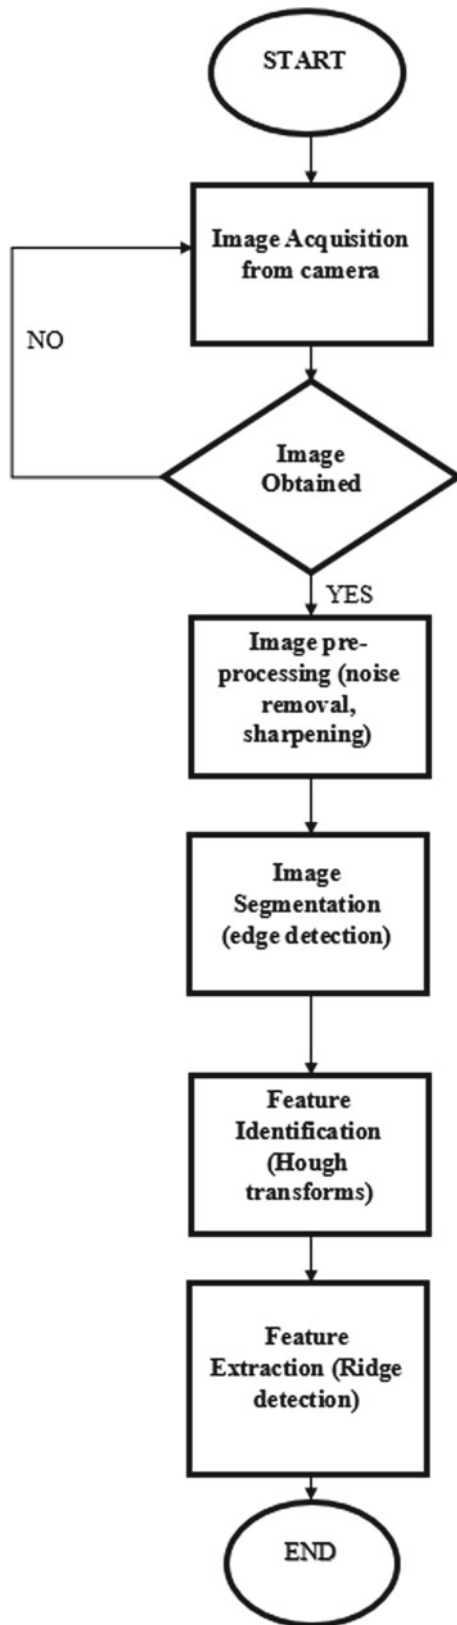 START
Image Acquisition
from camera
NO
Image
Obtained
YES
Image pre-
processing (noise
removal,
sharpening)
Image
Segmentation
(edge detection)
Feature
Identification
(Hough
transforms)
Feature
Extraction (Ridge
detection)
END